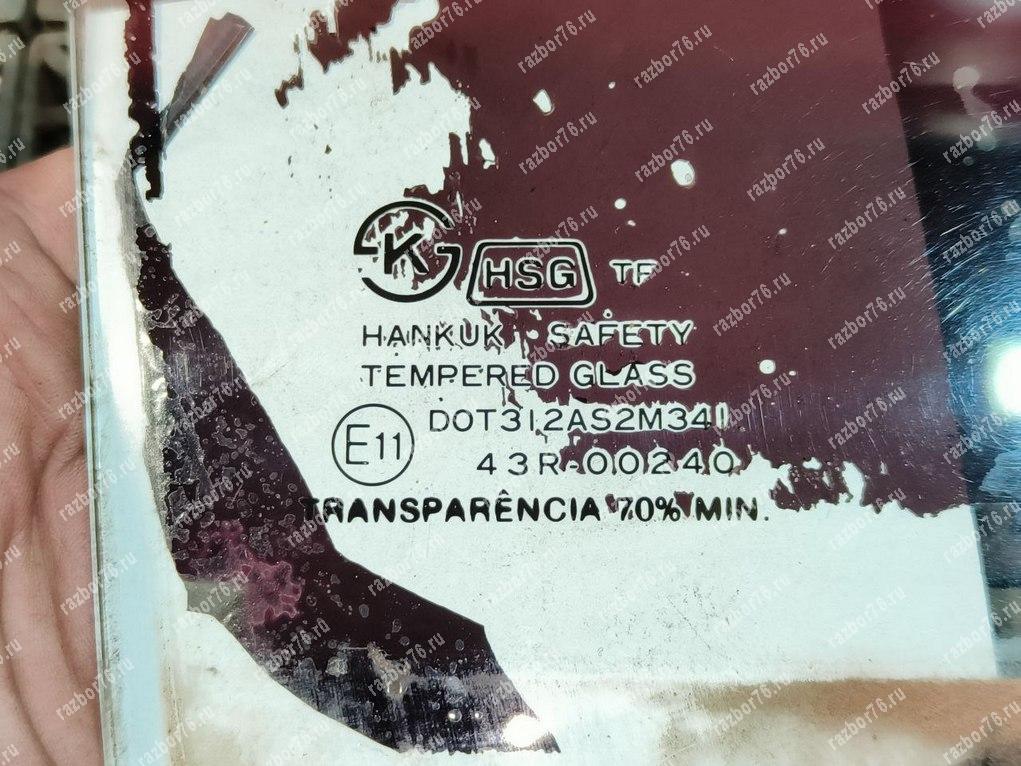 K
HSG TF
HANKUK SAFETY
TEMPERED GLASS
E11
DOT312AS2M341
43R-00240
TRANSPARÊNCIA 70% MIN.
razbor76.ru